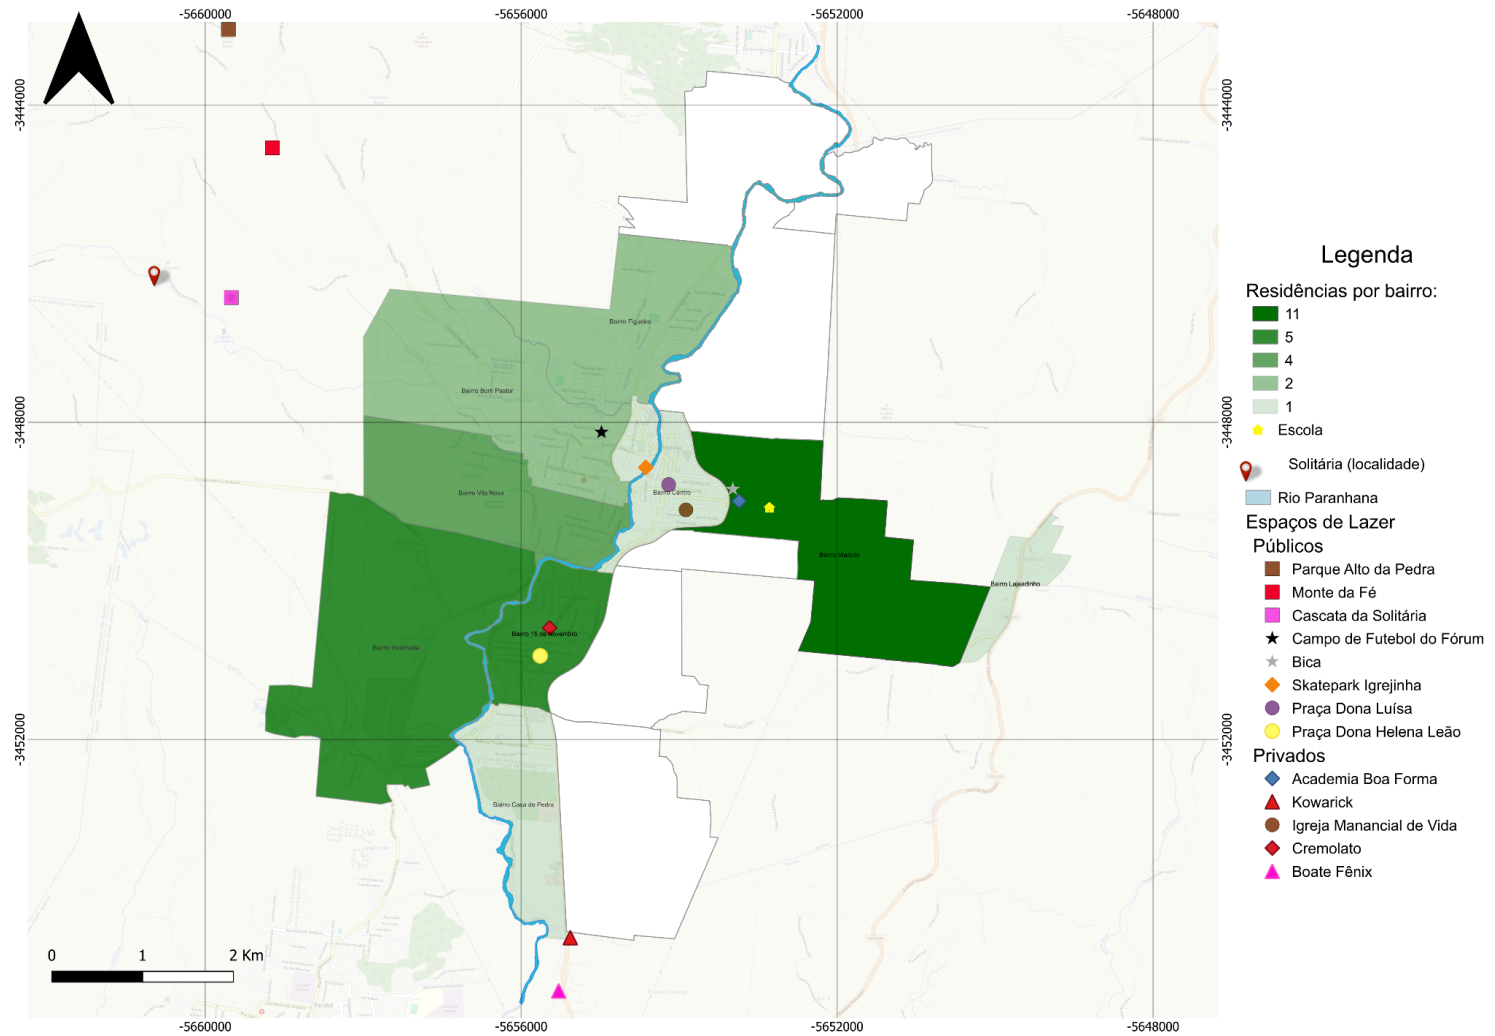 -5660000
-5656000
-5652000
-5648000
-3444000
-3444000
Bairro Figueira
Bairro Bom Pastor
-3448000
-3448000
Bairro Vila Nova
Bairro Centro
Bairro Viaduto
Bairro Lajeadinho
Bairro 15 de Novembro
Bairro Invernada
-3452000
-3452000
Bairro Casa de Pedra
0 1 2 Km
-5660000
-5656000
-5652000
-5648000
Legenda
Residências por bairro:
11
5
4
2
1
Escola
Solitária (localidade)
Rio Paranhana
Espaços de Lazer
Públicos
Parque Alto da Pedra
Monte da Fé
Cascata da Solitária
Campo de Futebol do Fórum
Bica
Skatepark Igrejinha
Praça Dona Luísa
Praça Dona Helena Leão
Privados
Academia Boa Forma
Kowarick
Igreja Manancial de Vida
Cremolato
Boate Fênix